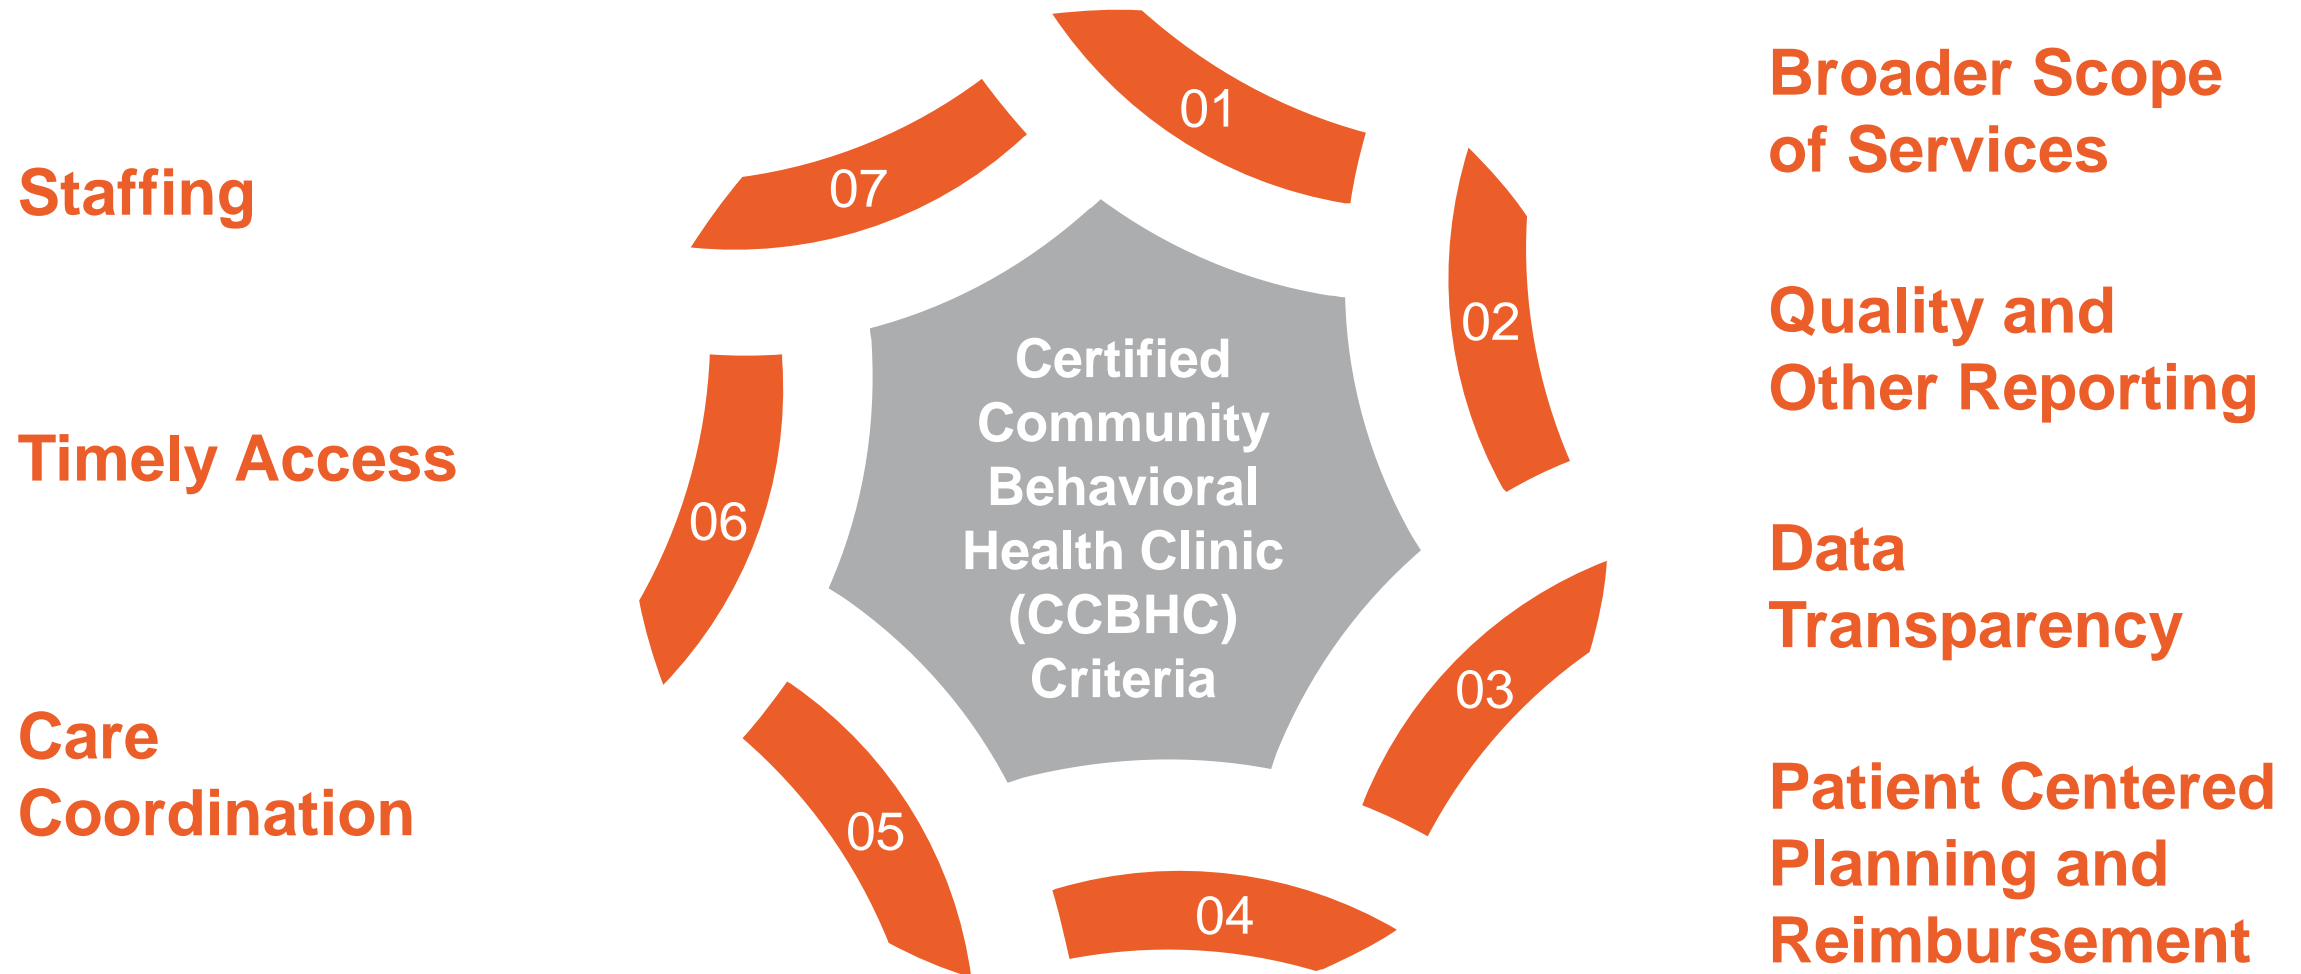 Staffing
Timely Access
Care
Coordination
07
06
05
01
02
03
04
Certified
Community
Behavioral
Health Clinic
(CCBHC)
Criteria
Broader Scope
of Services
Quality and
Other Reporting
Data
Transparency
Patient Centered
Planning and
Reimbursement